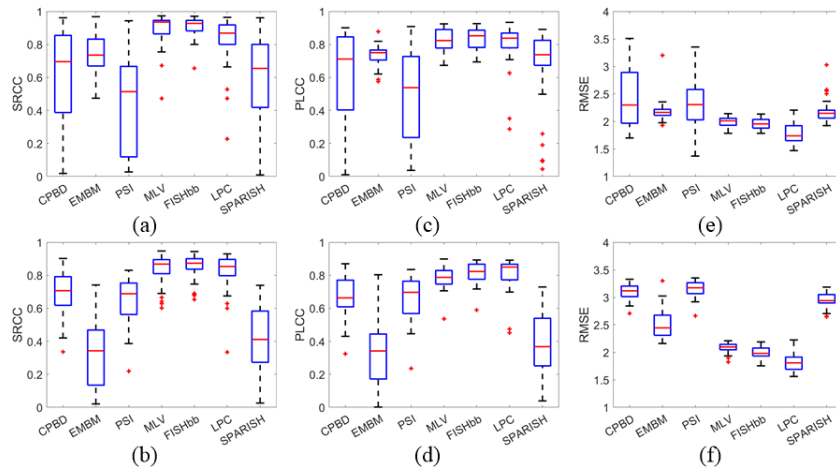 1
0.8
0.6
0.4
0.2
0
SRCC
CPBD EMBM PSI MLV FISHbb LPC SPARISH
(a)
1
0.8
0.6
0.4
0.2
0
PLCC
CPBD EMBM PSI MLV FISHbb LPC SPARISH
(c)
4
3.5
3
2.5
2
1.5
1
RMSE
CPBD EMBM PSI MLV FISHbb LPC SPARISH
(e)
1
0.8
0.6
0.4
0.2
0
SRCC
CPBD EMBM PSI MLV FISHbb LPC SPARISH
(b)
1
0.8
0.6
0.4
0.2
0
PLCC
CPBD EMBM PSI MLV FISHbb LPC SPARISH
(d)
4
3.5
3
2.5
2
1.5
1
RMSE
CPBD EMBM PSI MLV FISHbb LPC SPARISH
(f)